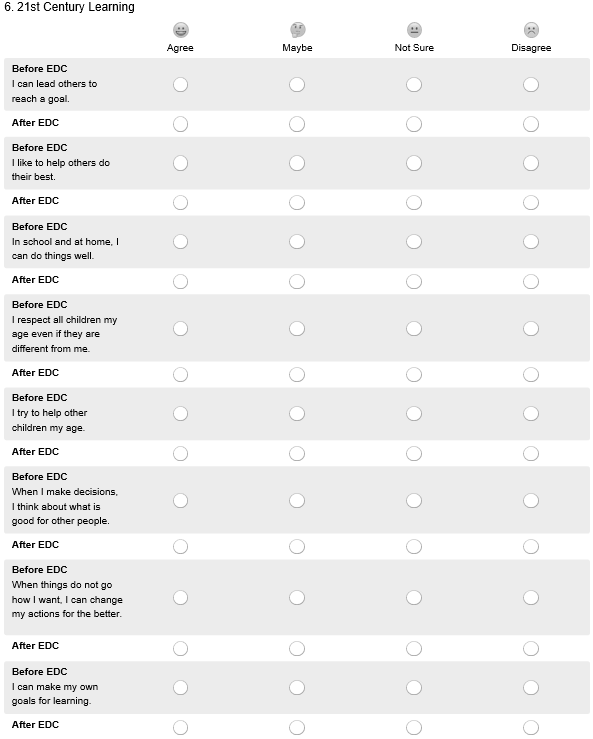 6. 21st Century Learning
Agree Maybe Not Sure Disagree
Before EDC
I can lead others to
reach a goal.
After EDC
Before EDC
I like to help others do
their best.
After EDC
Before EDC
In school and at home, I
can do things well.
After EDC
Before EDC
I respect all children my
age even if they are
different from me.
After EDC
Before EDC
I try to help other
children my age.
After EDC
Before EDC
When I make decisions,
I think about what is
good for other people.
After EDC
Before EDC
When things do not go
how I want, I can change
my actions for the better.
After EDC
Before EDC
I can make my own
goals for learning.
After EDC